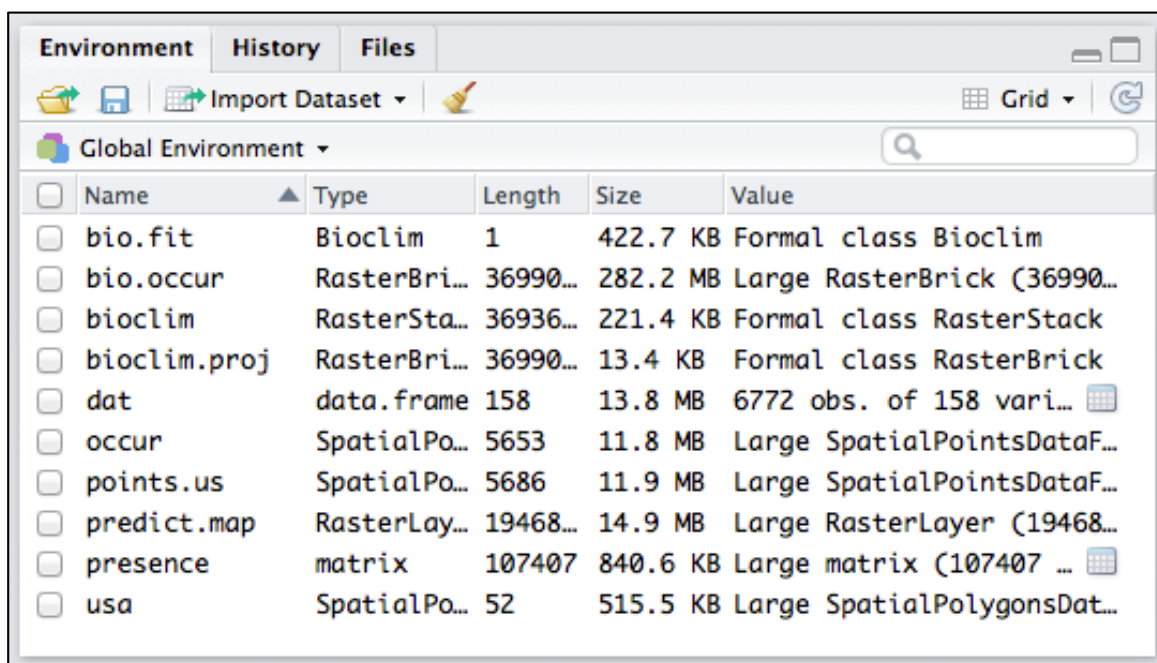 Environment History Files
Import Dataset Grid
Global Environment
Name Type Length Size Value
bio.fit Bioclim 1 422.7 KB Formal class Bioclim
bio.occur RasterBri… 36990… 282.2 MB Large RasterBrick (36990…
bioclim RasterSta… 36936… 221.4 KB Formal class RasterStack
bioclim.proj RasterBri… 36990… 13.4 KB Formal class RasterBrick
dat data.frame 158 13.8 MB 6772 obs. of 158 vari…
occur SpatialPo… 5653 11.8 MB Large SpatialPointsDataF…
points.us SpatialPo… 5686 11.9 MB Large SpatialPointsDataF…
predict.map RasterLay… 19468… 14.9 MB Large RasterLayer (19468…
presence matrix 107407 840.6 KB Large matrix (107407 …
usa SpatialPo… 52 515.5 KB Large SpatialPolygonsDat…